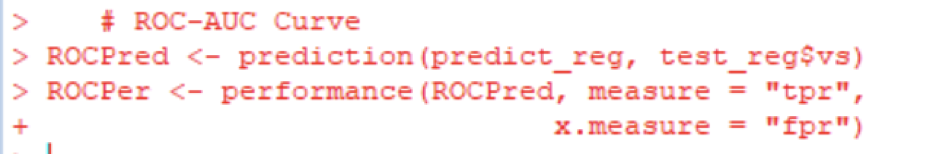 >    # ROC-AUC Curve
> ROCPred <- prediction(predict_reg, test_reg$vs)
> ROCPer <- performance(ROCPred, measure = "tpr",
+                             x.measure = "fpr")